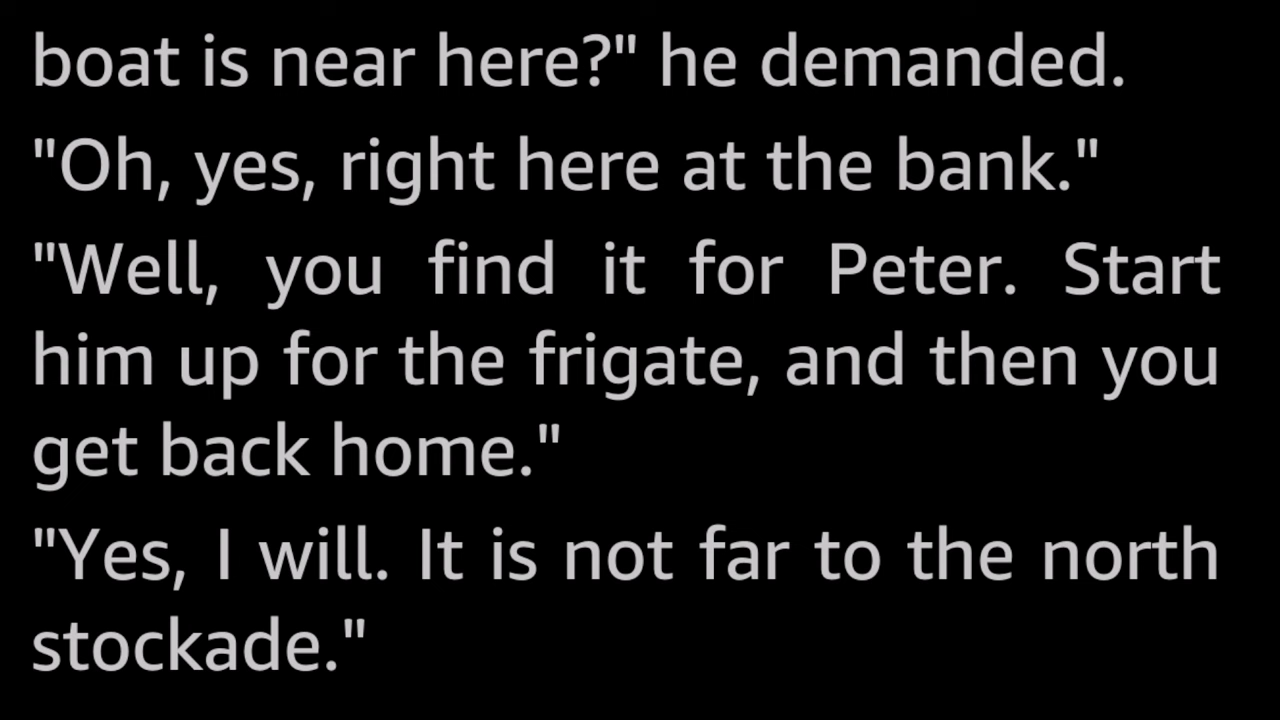 boat is near here?" he demanded.
"Oh, yes, right here at the bank."
"Well, you find it for Peter. Start
him up for the frigate, and then you
get back home."
"Yes, I will. It is not far to the north
stockade."